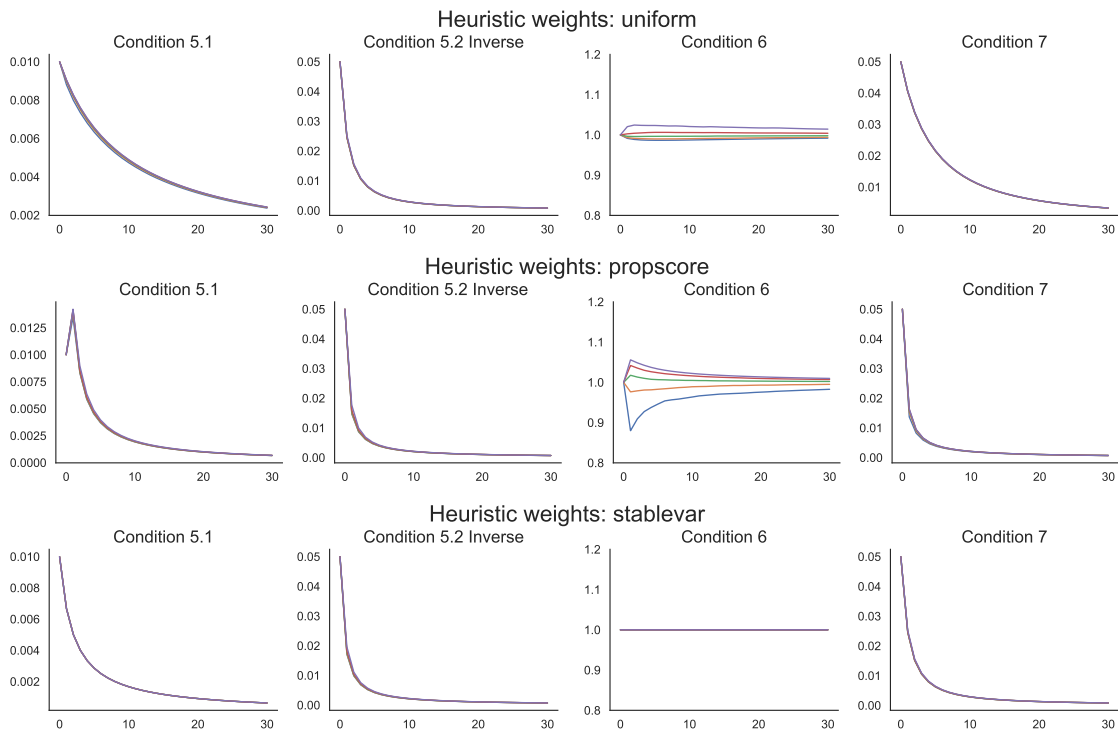 Heuristic weights: uniform
Condition 5.1 Condition 5.2 Inverse Condition 6 Condition 7
0.010 0.05 1.2 0.05
0.008 0.04 1.1 0.04
0.006 0.03 1.0 0.03
0.004 0.02 0.9 0.02
0.002 0.01 0.8 0.01
0.00
0 10 20 30 0 10 20 30 0 10 20 30 0 10 20 30
Heuristic weights: propscore
Condition 5.1 Condition 5.2 Inverse Condition 6 Condition 7
0.0125 0.05 1.2 0.05
0.0100 0.04 1.1 0.04
0.0075 0.03 1.0 0.03
0.0050 0.02 0.9 0.02
0.0025 0.01 0.8 0.01
0.0000 0.00 0.00
0 10 20 30 0 10 20 30 0 10 20 30 0 10 20 30
Heuristic weights: stablevar
Condition 5.1 Condition 5.2 Inverse Condition 6 Condition 7
0.010 0.05 1.2 0.05
0.008 0.04 1.1 0.04
0.006 0.03 1.0 0.03
0.004 0.02 0.9 0.02
0.002 0.01 0.8 0.01
0.00 0.00
0 10 20 30 0 10 20 30 0 10 20 30 0 10 20 30